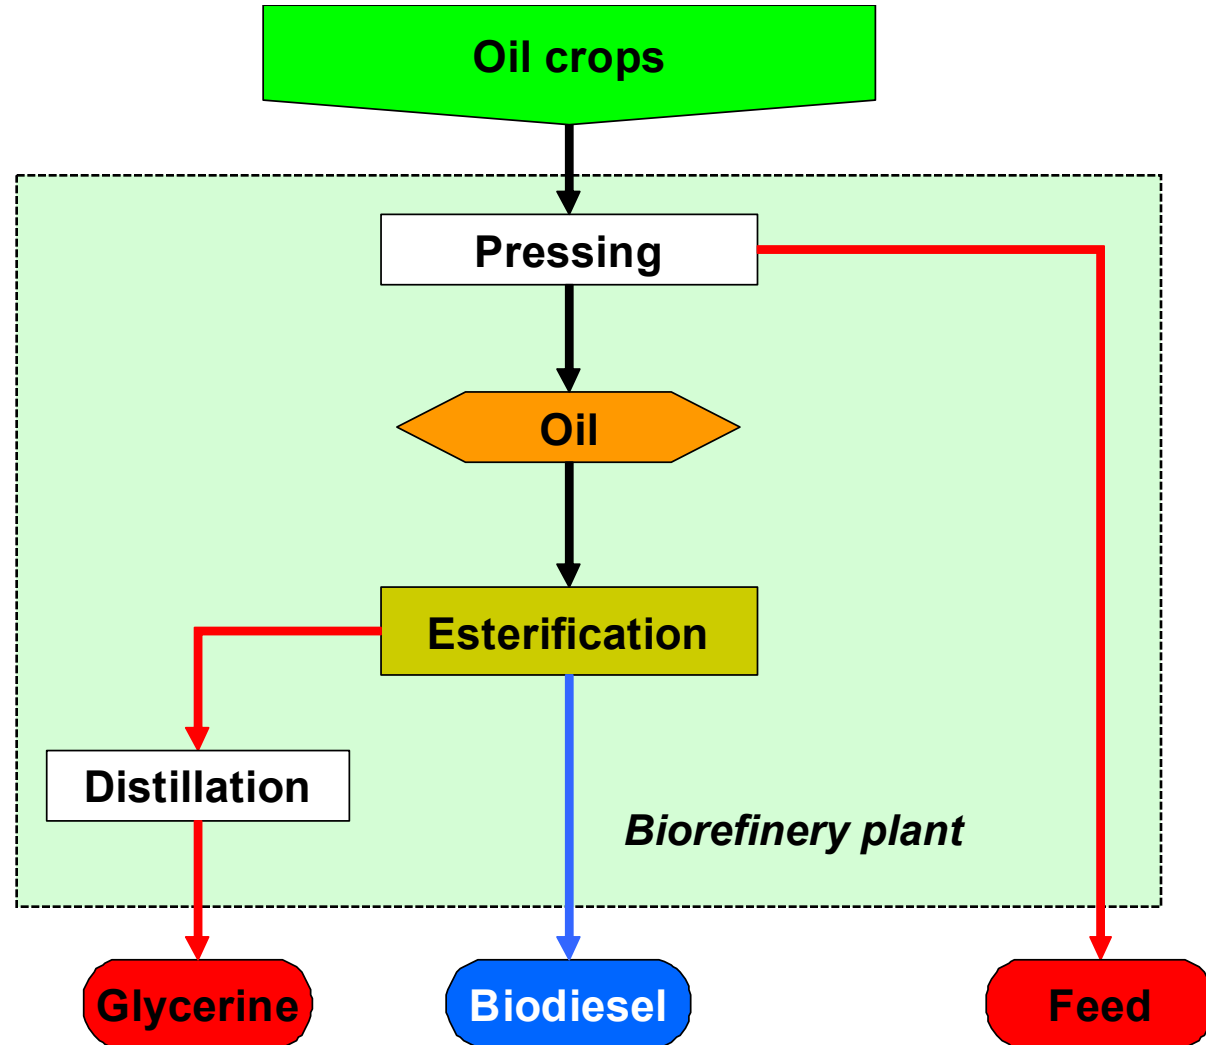 Oil crops
Pressing
Oil
Esterification
Distillation
Biorefinery plant
Glycerine
Biodiesel
Feed